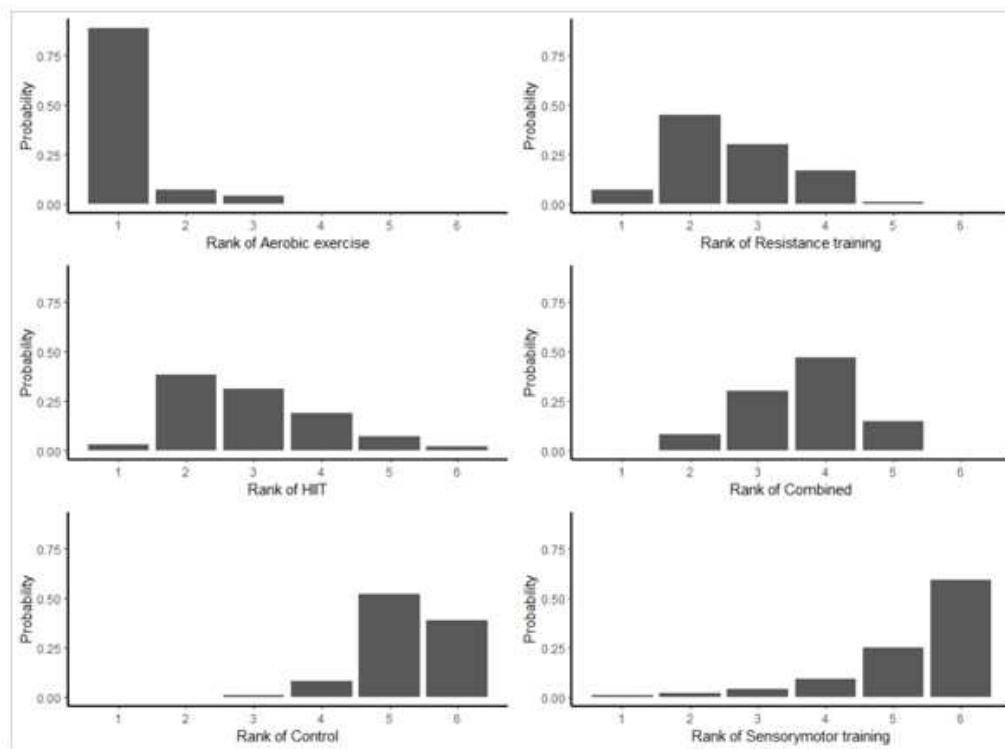 Probability
0.75
0.50
0.25
0.00
1 2 3 4 5 6
Rank of Aerobic exercise
Probability
0.75
0.50
0.25
0.00
1 2 3 4 5 6
Rank of Resistance training
Probability
0.75
0.50
0.25
0.00
1 2 3 4 5 6
Rank of HIIT
Probability
0.75
0.50
0.25
0.00
1 2 3 4 5 6
Rank of Combined
Probability
0.75
0.50
0.25
0.00
1 2 3 4 5 6
Rank of Control
Probability
0.75
0.50
0.25
0.00
1 2 3 4 5 6
Rank of Sensorymotor training